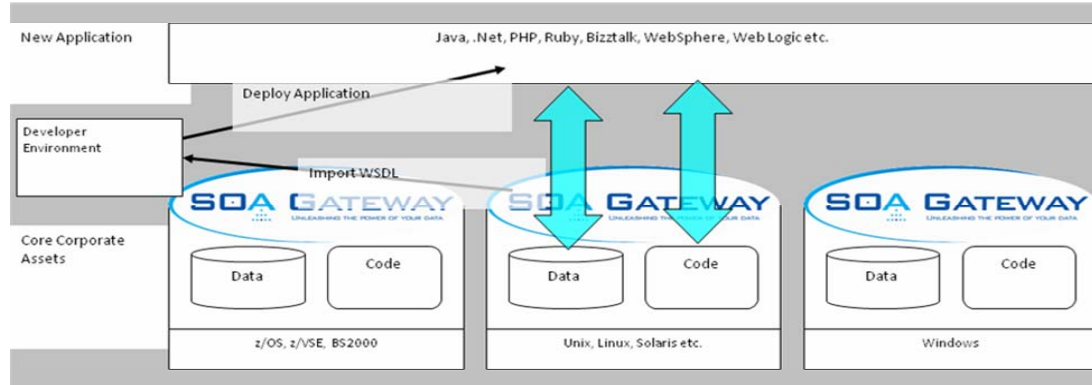 New Application
Java, .Net, PHP, Ruby, Bizztalk, WebSphere, Web Logic etc.
Deploy Application
Developer
Environment
Import WSDL
SOA GATEWAY
UNLEASHING THE POWER OF YOUR DATA
SOA GATEWAY
UNLEASHING THE POWER OF YOUR DATA
SOA GATEWAY
UNLEASHING THE POWER OF YOUR DATA
Core Corporate
Assets
Data
Code
Data
Code
Data
Code
z/OS, z/VSE, BS2000
Unix, Linux, Solaris etc.
Windows